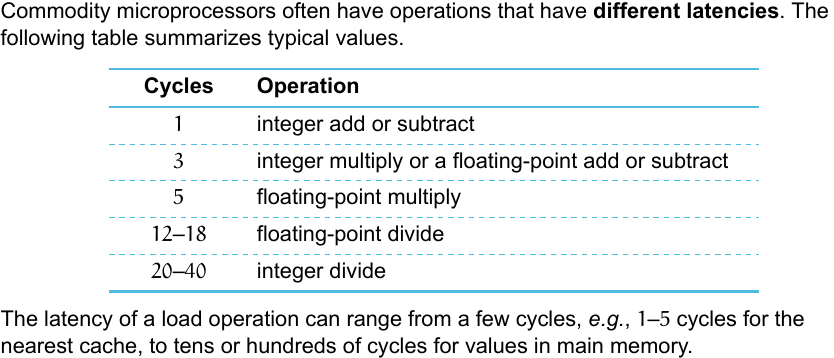 Commodity microprocessors often have operations that have different latencies. The
following table summarizes typical values.
Cycles Operation
1 integer add or subtract
3 integer multiply or a floating-point add or subtract
5 floating-point multiply
12–18 floating-point divide
20–40 integer divide
The latency of a load operation can range from a few cycles, e.g., 1–5 cycles for the
nearest cache, to tens or hundreds of cycles for values in main memory.